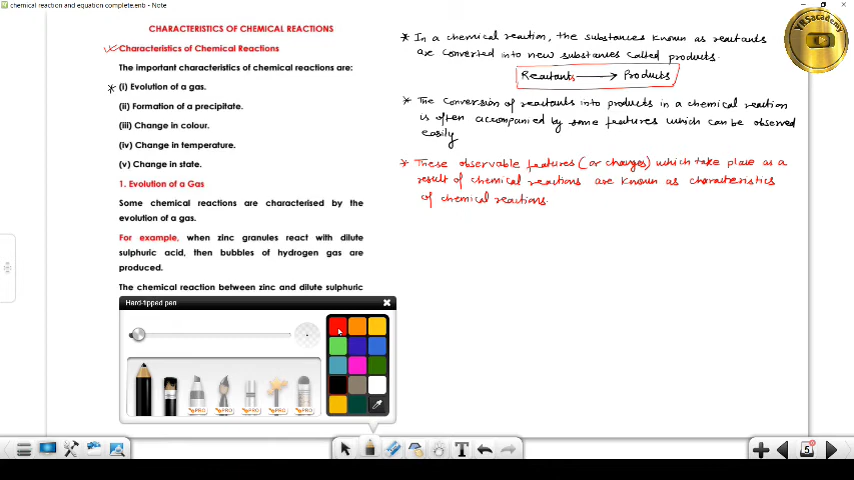 chemical reaction and equation complete.enb - Note
YRSacademy
CHARACTERISTICS OF CHEMICAL REACTIONS
Characteristics of Chemical Reactions
The important characteristics of chemical reactions are:
* (i) Evolution of a gas.
(ii) Formation of a precipitate.
(iii) Change in colour.
(iv) Change in temperature.
(v) Change in state.
1. Evolution of a Gas
Some chemical reactions are characterised by the
evolution of a gas.
For example, when zinc granules react with dilute
sulphuric acid, then bubbles of hydrogen gas are
produced.
The chemical reaction between zinc and dilute sulphuric
Hard-tipped pen
PRO
PRO
PRO
PRO
PRO
* In a chemical reaction, the substances known as reactants
are converted into new substances called products.
Reactants → Products
* The conversion of reactants into products in a chemical reaction
is often accompanied by some features which can be observed
easily
* These observable features (or changes) which take place as a
result of chemical reactions are known as characteristics
of chemical reactions.
T
5